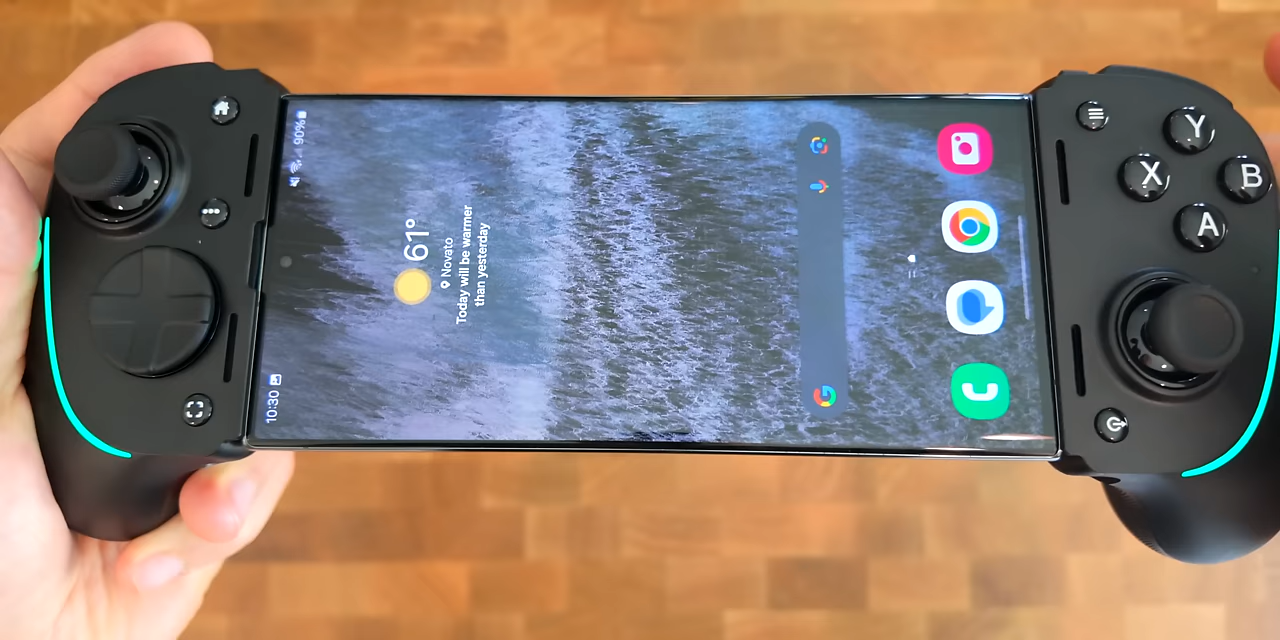 10:30
90%
61°
Novato
Today will be warmer
than yesterday
G
Y
X
B
A